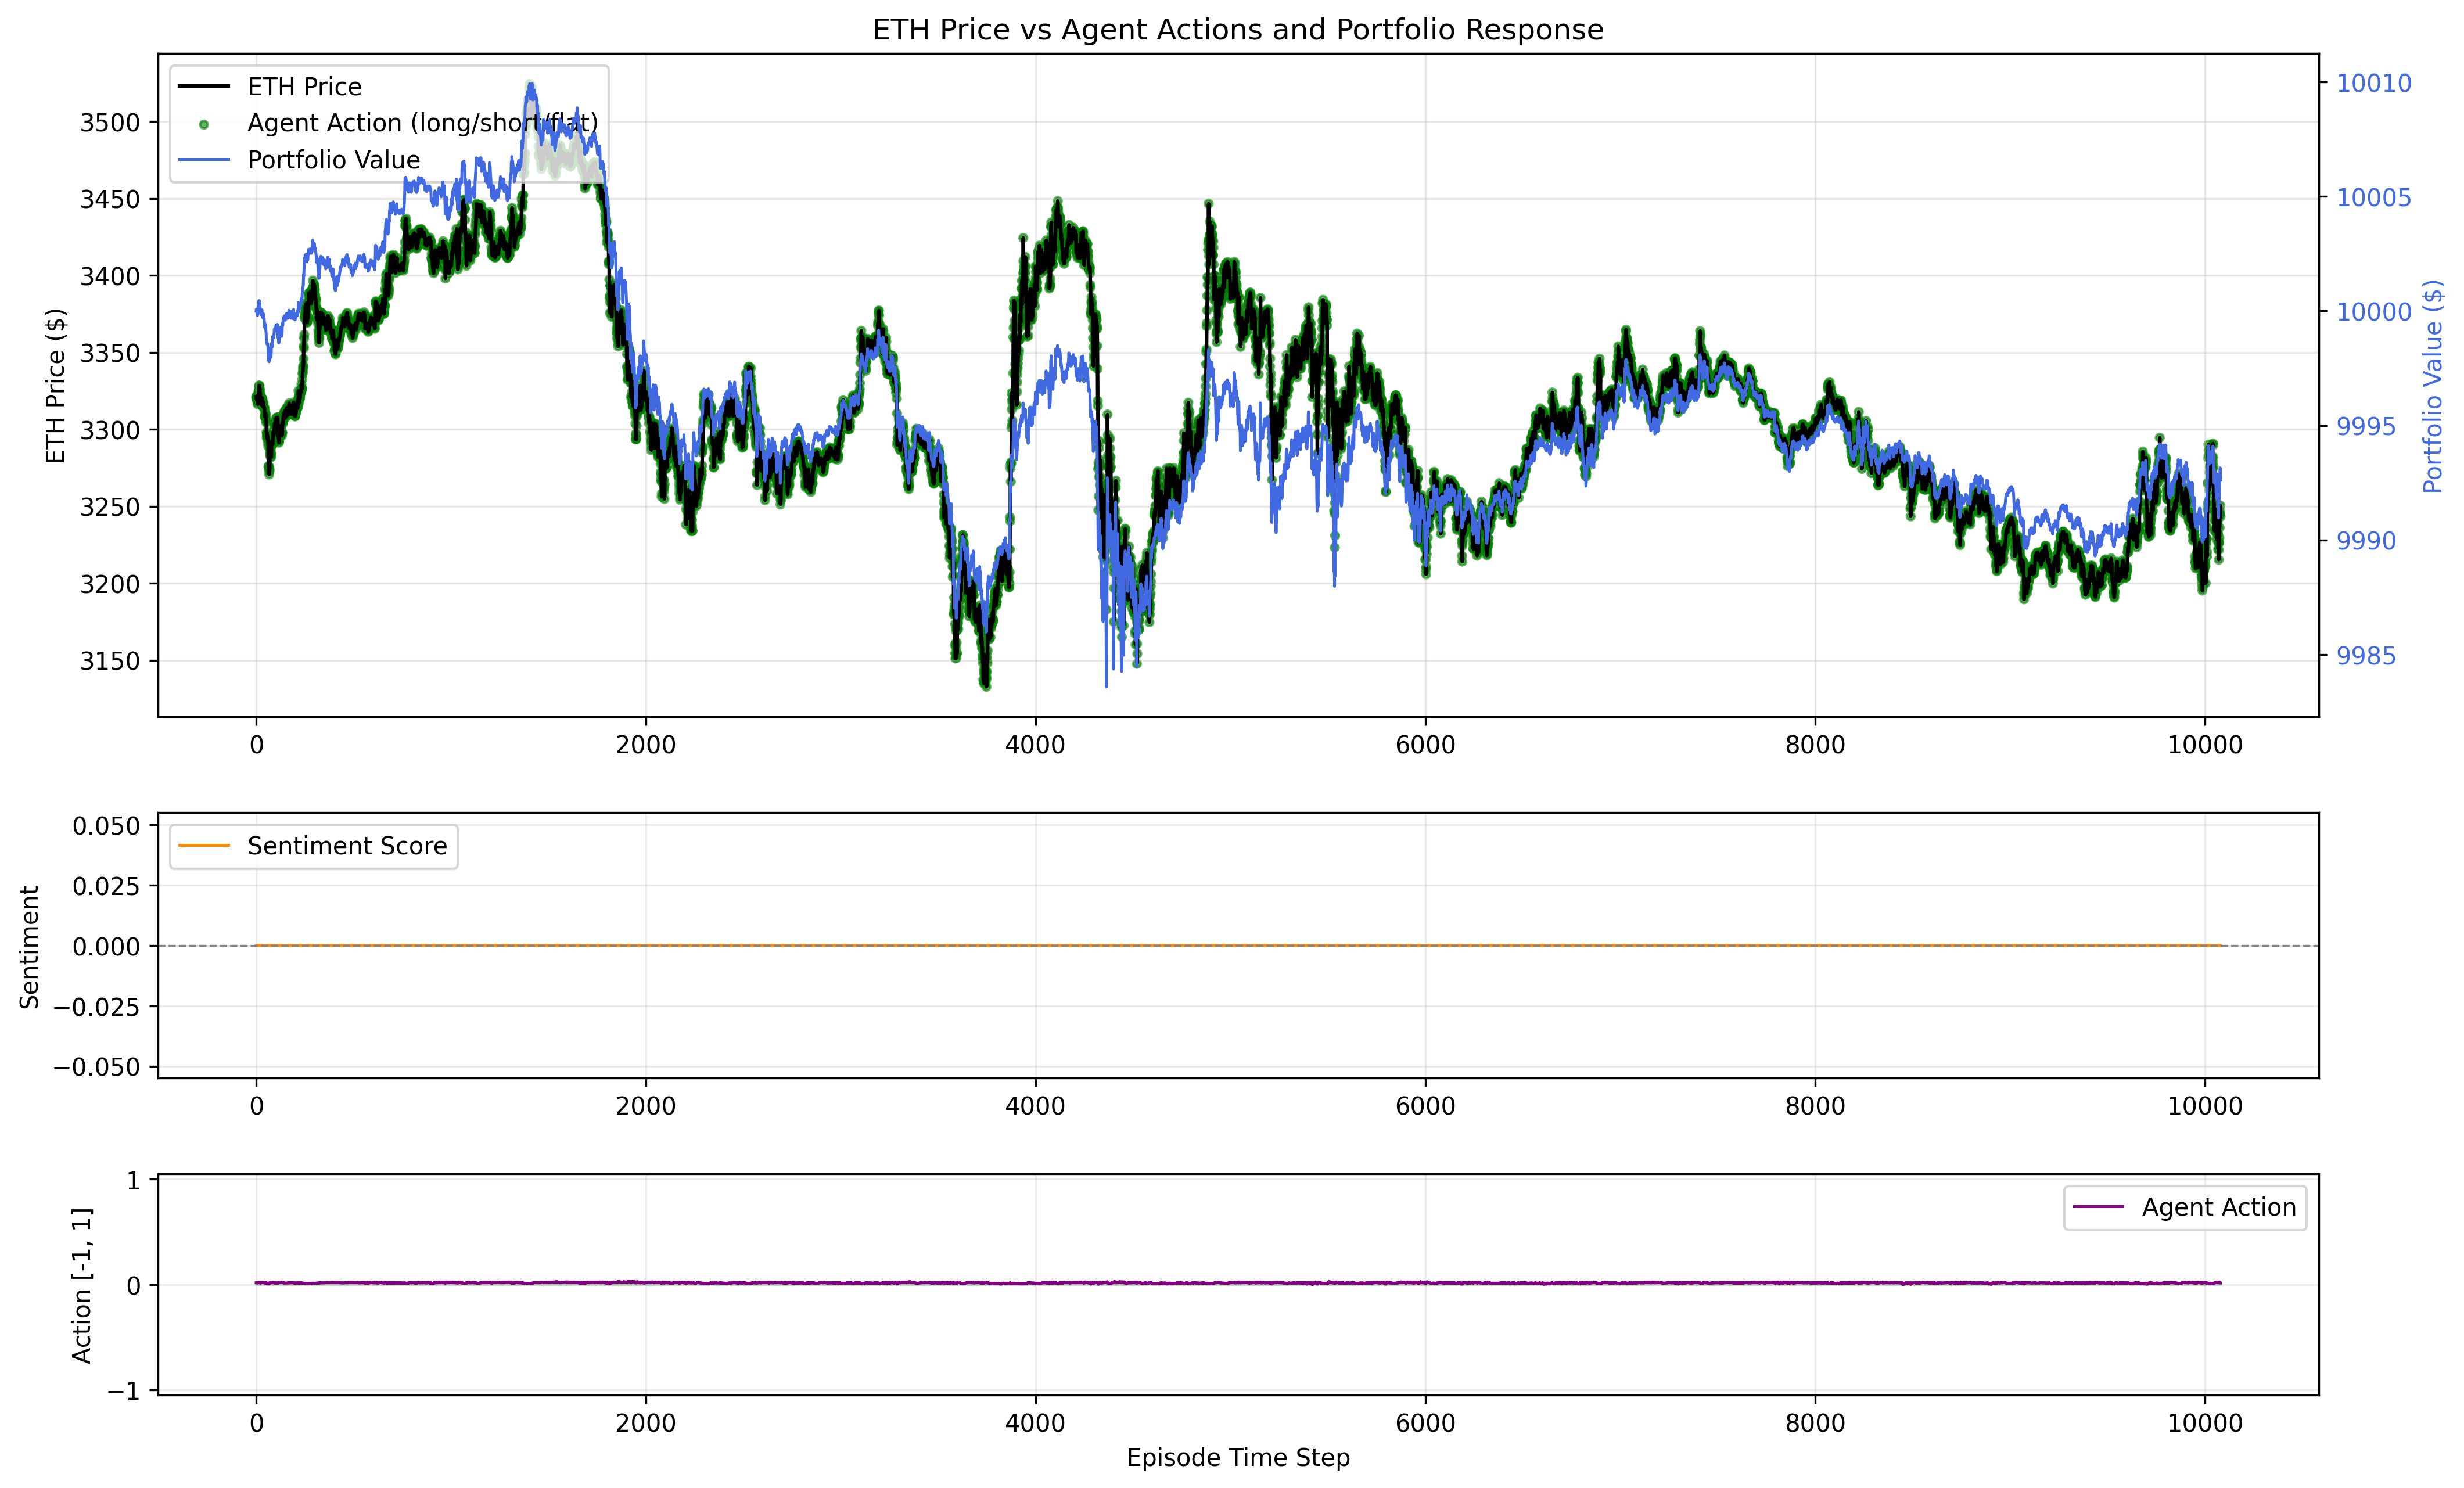 ETH Price vs Agent Actions and Portfolio Response
ETH Price
Agent Action (long/short/flat)
Portfolio Value
ETH Price ($)
3500
3450
3400
3350
3300
3250
3200
3150
10010
10005
10000
9995
9990
9985
Portfolio Value ($)
0 2000 4000 6000 8000 10000
Sentiment Score
Sentiment
0.050
0.025
0.000
−0.025
−0.050
0 2000 4000 6000 8000 10000
Agent Action
Action [-1, 1]
1
0
−1
0 2000 4000 6000 8000 10000
Episode Time Step